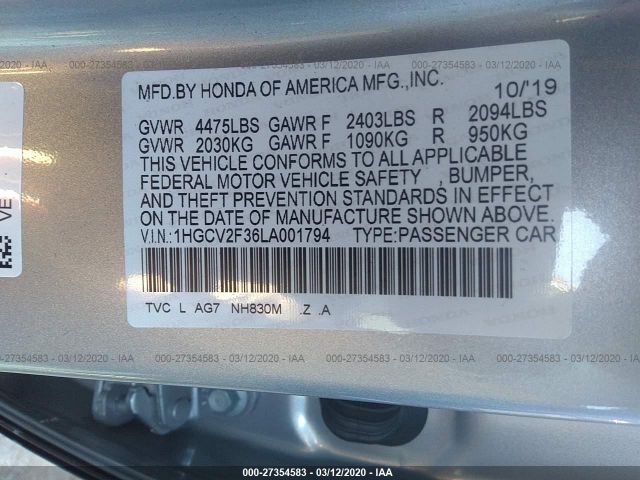 000-27354583 - 03/12/2020 - IAA
MFD.BY HONDA OF AMERICA MFG.,INC. 10/'19
GVWR 4475LBS GAWR F 2403LBS R 2094LBS
GVWR 2030KG GAWR F 1090KG R 950KG
THIS VEHICLE CONFORMS TO ALL APPLICABLE
FEDERAL MOTOR VEHICLE SAFETY , BUMPER,
AND THEFT PREVENTION STANDARDS IN EFFECT
ON THE DATE OF MANUFACTURE SHOWN ABOVE.
V.I.N.:1HGCV2F36LA001794 TYPE:PASSENGER CAR
TVC L AG7 NH830M .Z .A
VE
000-27354583 - 03/12/2020 - IAA
000-27354583 - 03/12/2020 - IAA